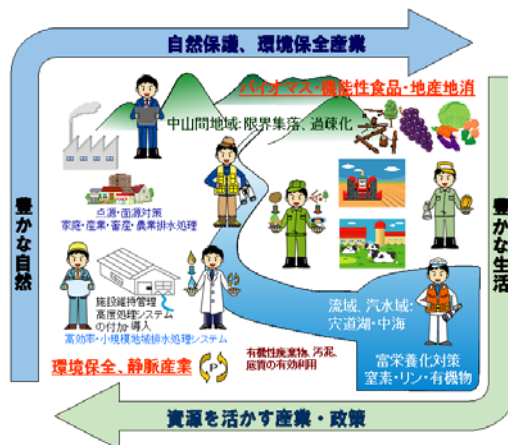 自然保護、環境保全産業
バイオマス・機能性食品・地産地消
中山間地域:限界集落、過疎化
豊かな自然
豊かな生活
点源・面源対策
家庭・産業・畜産・農業排水処理
施設維持管理
高度処理システム
の付加・導入
高効率・小規模地域排水処理システム
環境保全、静脈産業
P
有機性廃棄物、汚泥、
底質の有効利用
流域、汽水域:
宍道湖・中海
富栄養化対策
窒素・リン・有機物
資源を活かす産業・政策